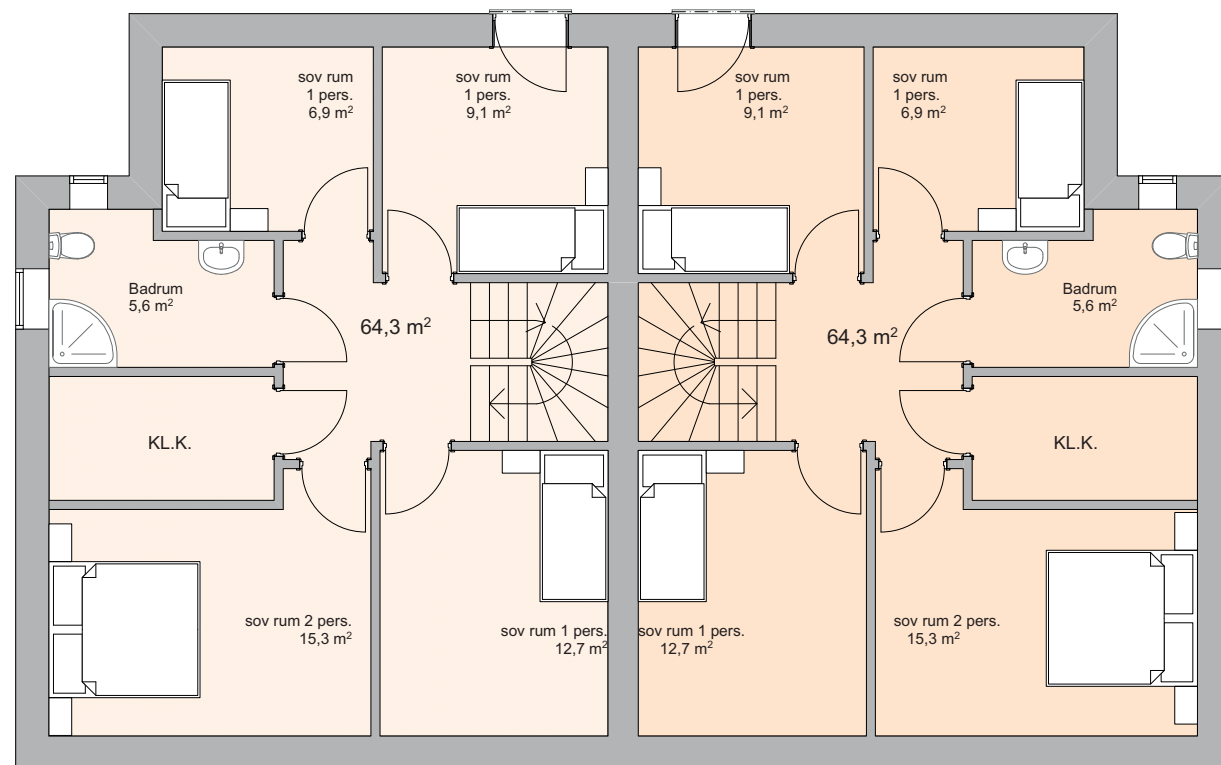 sov rum
1 pers.
6,9 m²
sov rum
1 pers.
9,1 m²
sov rum
1 pers.
9,1 m²
sov rum
1 pers.
6,9 m²
Badrum
5,6 m²
64,3 m²
64,3 m²
Badrum
5,6 m²
KL.K.
KL.K.
sov rum 2 pers.
15,3 m²
sov rum 1 pers.
12,7 m²
sov rum 1 pers.
12,7 m²
sov rum 2 pers.
15,3 m²